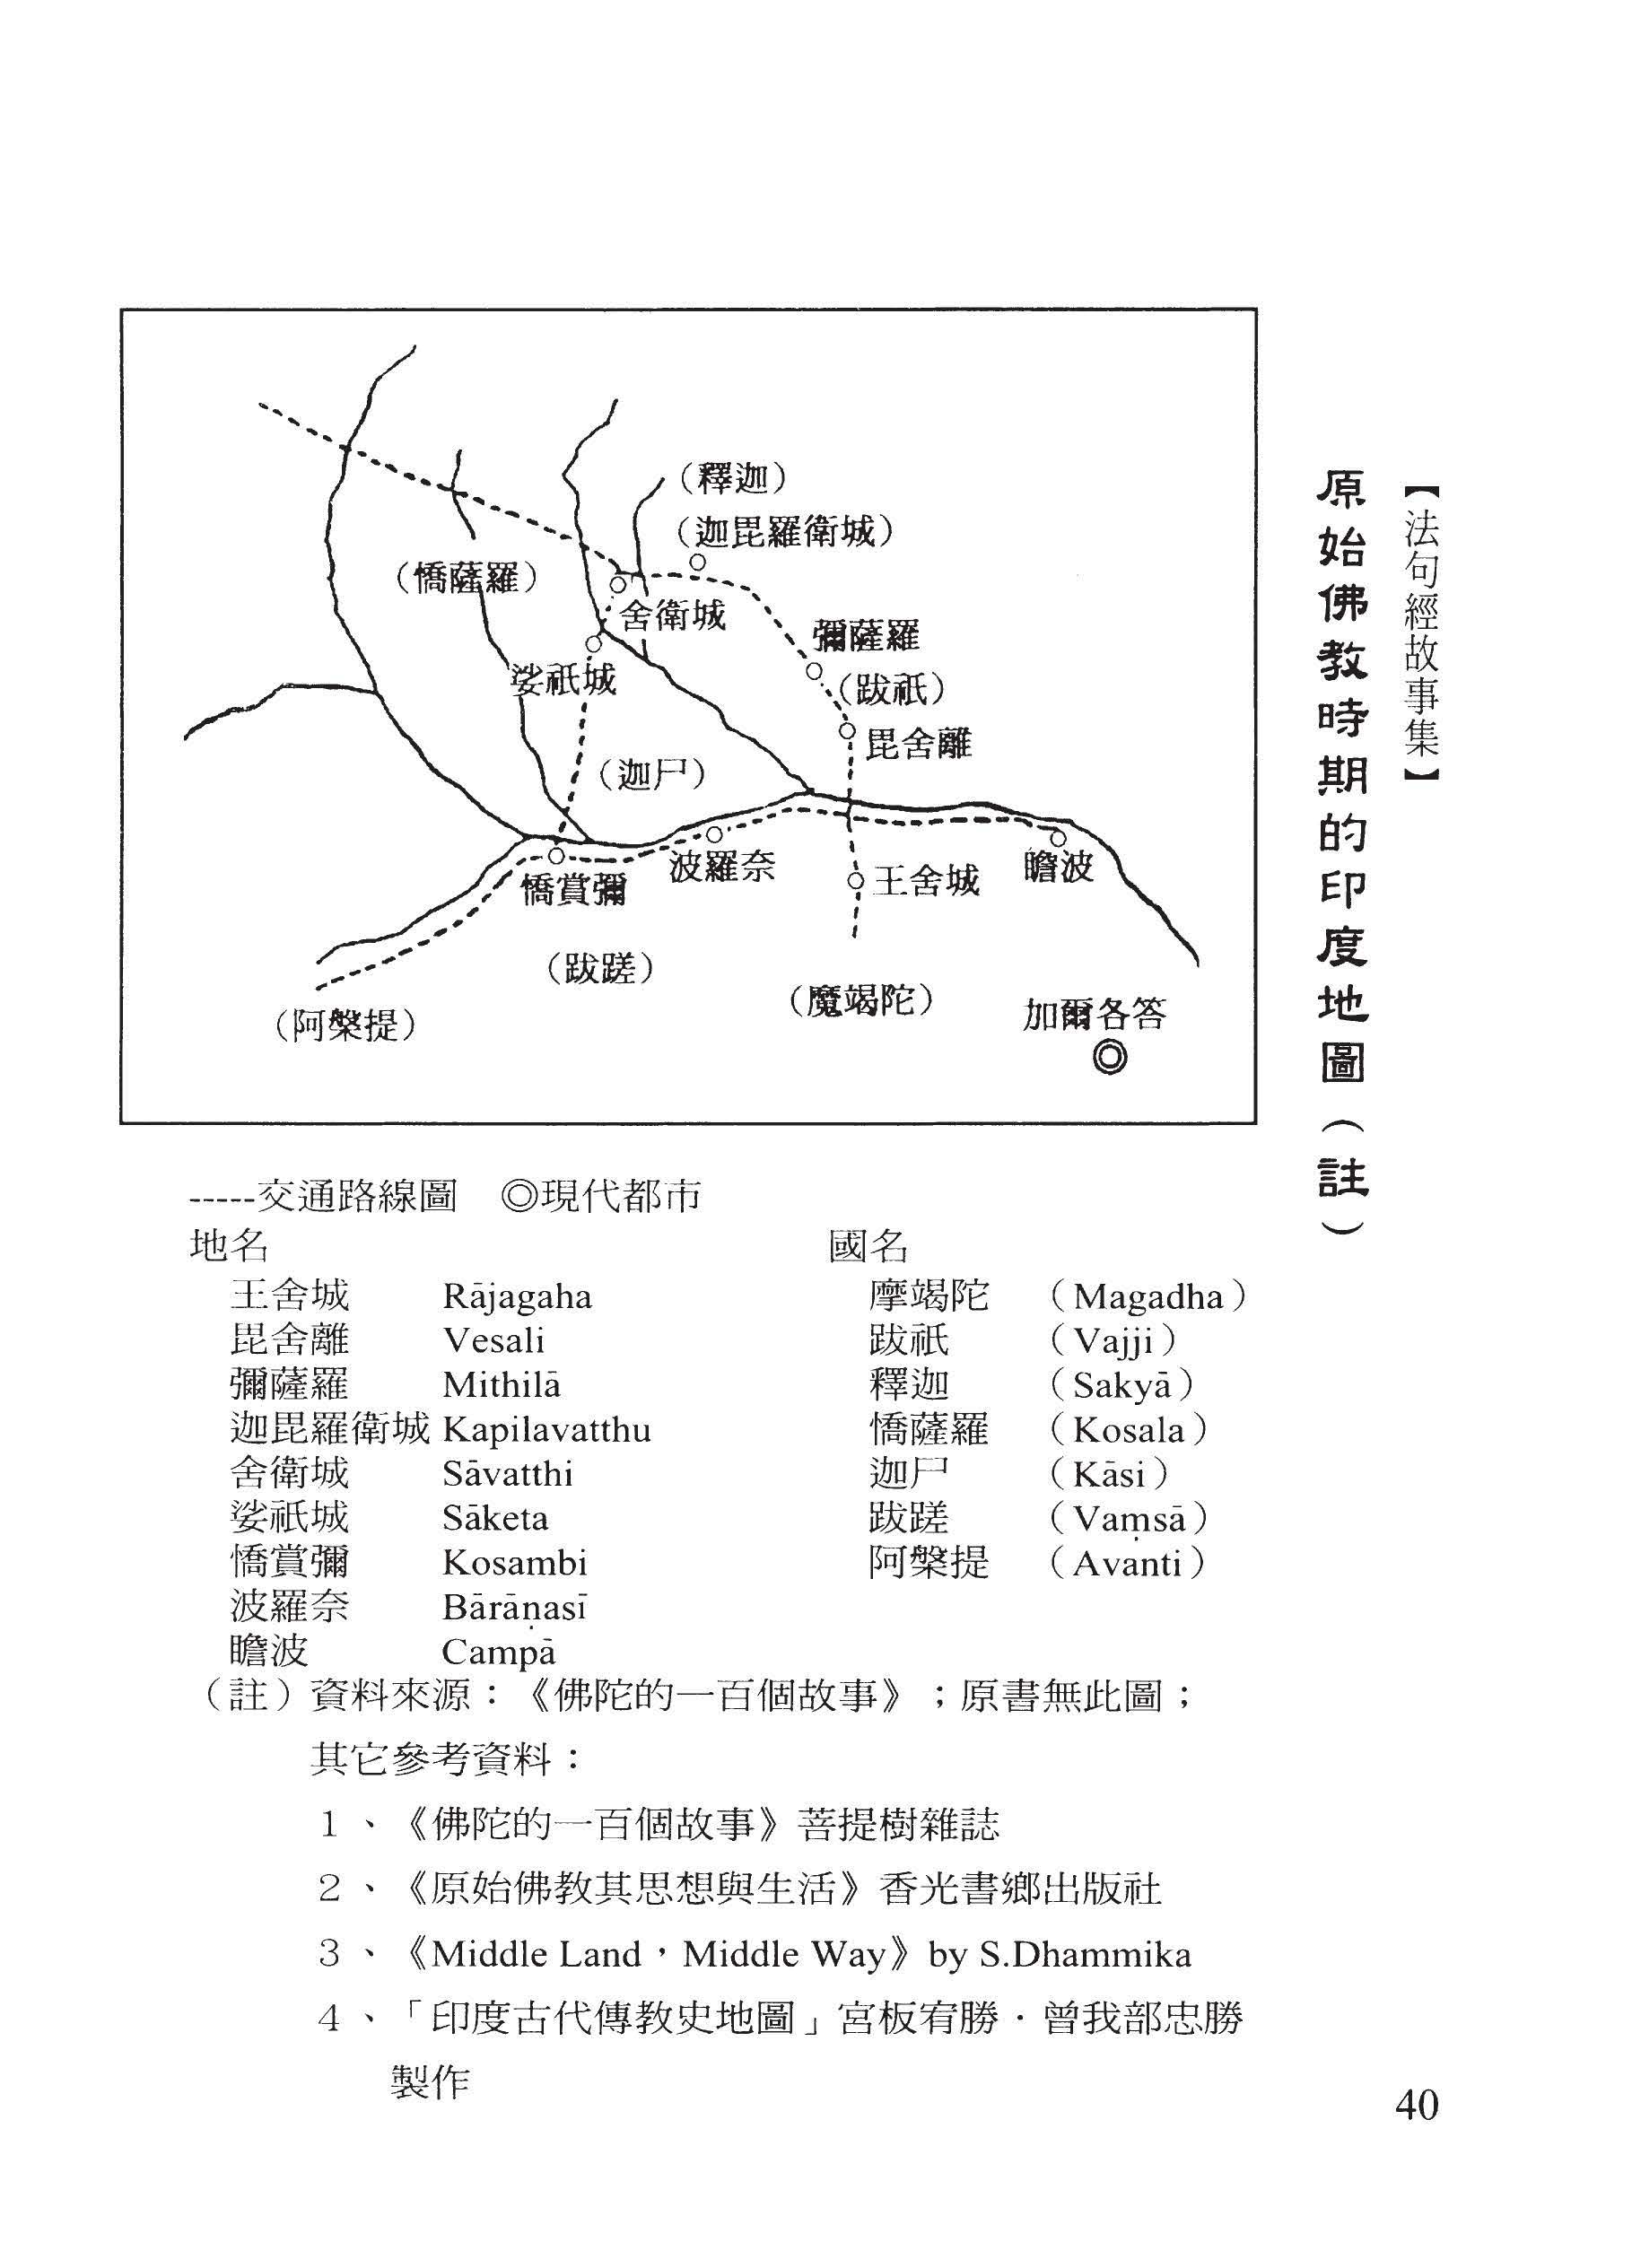 【法句經故事集】
原始佛教時期的印度地圖（註）
（釋迦）
（迦毘羅衛城）
（憍薩羅）
舍衛城
彌薩羅
娑祇城
（跋祇）
毘舍離
（迦尸）
波羅奈
瞻波
憍賞彌
王舍城
（跋蹉）
（魔竭陀）
加爾各答
（阿槃提）
-----交通路線圖　◎現代都市
地名　國名
王舍城　Rājagaha　摩竭陀　（Magadha）
毘舍離　Vesali　跋祇　（Vajji）
彌薩羅　Mithilā　釋迦　（Sakyā）
迦毘羅衛城 Kapilavatthu　憍薩羅　（Kosala）
舍衛城　Sāvatthi　迦尸　（Kāsi）
娑祇城　Sāketa　跋蹉　（Vaṃsā）
憍賞彌　Kosambi　阿槃提　（Avanti）
波羅奈　Bārāṇasī
瞻波　Campā
（註）資料來源：《佛陀的一百個故事》；原書無此圖；
其它參考資料：
1、《佛陀的一百個故事》菩提樹雜誌
2、《原始佛教其思想與生活》香光書鄉出版社
3、《Middle Land，Middle Way》by S.Dhammika
4、「印度古代傳教史地圖」宮板宥勝．曾我部忠勝
製作
40